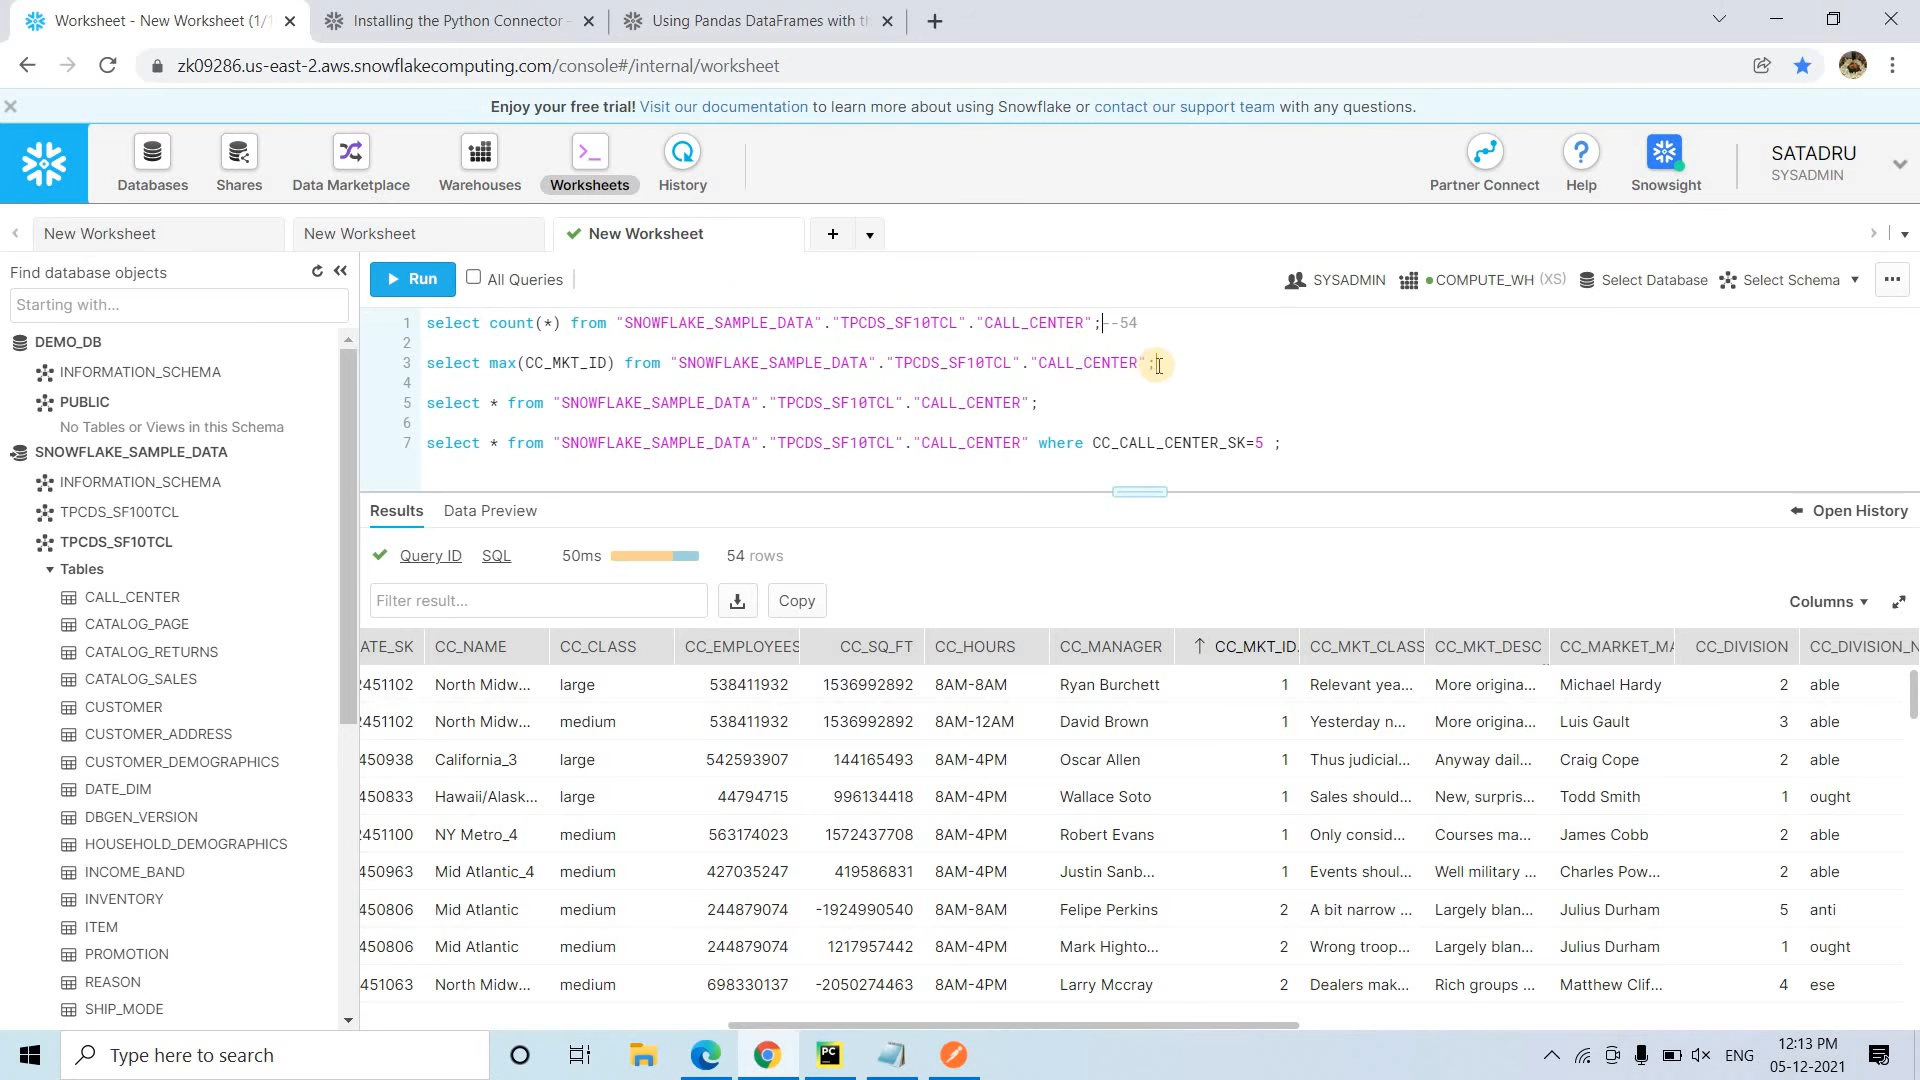 Worksheet - New Worksheet (1/1
Installing the Python Connector –
Using Pandas DataFrames with th
zk09286.us-east-2.aws.snowflakecomputing.com/console#/internal/worksheet
Enjoy your free trial! Visit our documentation to learn more about using Snowflake or contact our support team with any questions.
Databases
Shares
Data Marketplace
Warehouses
Worksheets
History
Partner Connect
Help
Snowsight
SATADRU
SYSADMIN
New Worksheet
New Worksheet
New Worksheet
Find database objects
Starting with...
DEMO_DB
INFORMATION_SCHEMA
PUBLIC
No Tables or Views in this Schema
SNOWFLAKE_SAMPLE_DATA
INFORMATION_SCHEMA
TPCDS_SF100TCL
TPCDS_SF10TCL
Tables
CALL_CENTER
CATALOG_PAGE
CATALOG_RETURNS
CATALOG_SALES
CUSTOMER
CUSTOMER_ADDRESS
CUSTOMER_DEMOGRAPHICS
DATE_DIM
DBGEN_VERSION
HOUSEHOLD_DEMOGRAPHICS
INCOME_BAND
INVENTORY
ITEM
PROMOTION
REASON
SHIP_MODE
Run
All Queries
SYSADMIN
COMPUTE_WH (XS)
Select Database
Select Schema
1 select count(*) from "SNOWFLAKE_SAMPLE_DATA"."TPCDS_SF10TCL"."CALL_CENTER";--54
2
3 select max(CC_MKT_ID) from "SNOWFLAKE_SAMPLE_DATA"."TPCDS_SF10TCL"."CALL_CENTER";
4
5 select * from "SNOWFLAKE_SAMPLE_DATA"."TPCDS_SF10TCL"."CALL_CENTER";
6
7 select * from "SNOWFLAKE_SAMPLE_DATA"."TPCDS_SF10TCL"."CALL_CENTER" where CC_CALL_CENTER_SK=5 ;
Results
Data Preview
Open History
Query ID
SQL
50ms
54 rows
Filter result...
Copy
Columns
ATE_SK CC_NAME CC_CLASS CC_EMPLOYEES CC_SQ_FT CC_HOURS CC_MANAGER CC_MKT_ID CC_MKT_CLASS CC_MKT_DESC CC_MARKET_MA CC_DIVISION CC_DIVISION_N
2451102 North Midw... large 538411932 1536992892 8AM-8AM Ryan Burchett 1 Relevant yea... More origina... Michael Hardy 2 able
2451102 North Midw... medium 538411932 1536992892 8AM-12AM David Brown 1 Yesterday n... More origina... Luis Gault 3 able
450938 California_3 large 542593907 144165493 8AM-4PM Oscar Allen 1 Thus judicial... Anyway dail... Craig Cope 2 able
450833 Hawaii/Alask... large 44794715 996134418 8AM-4PM Wallace Soto 1 Sales should... New, surpris... Todd Smith 1 ought
2451100 NY Metro_4 medium 563174023 1572437708 8AM-4PM Robert Evans 1 Only consid... Courses ma... James Cobb 2 able
450963 Mid Atlantic_4 medium 427035247 419586831 8AM-4PM Justin Sanb... 1 Events shoul... Well military ... Charles Pow... 2 able
450806 Mid Atlantic medium 244879074 -1924990540 8AM-8AM Felipe Perkins 2 A bit narrow ... Largely blan... Julius Durham 5 anti
450806 Mid Atlantic medium 244879074 1217957442 8AM-4PM Mark Highto... 2 Wrong troop... Largely blan... Julius Durham 1 ought
451063 North Midw... medium 698330137 -2050274463 8AM-4PM Larry Mccray 2 Dealers mak... Rich groups ... Matthew Clif... 4 ese
Type here to search
PC
ENG
12:13 PM
05-12-2021